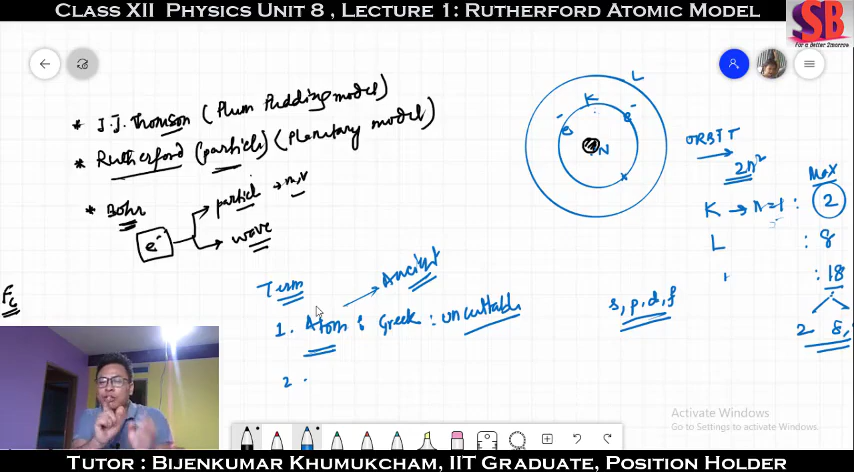 CLASS XII PHYSICS UNIT 8 , LECTURE 1: RUTHERFORD ATOMIC MODEL
SB
For a Better 2morrow
* J.J. Thomson (Plum Pudding model)
* Rutherford (particle) (Planetary model)
* Bohr
e⁻
particle → m, v
wave
L
K
e⁻
e⁻
N
x
ORBIT
2n²
Max
K → n=1 : 2
L : 8
: 18
2 8,
s, p, d, f
Term
Ancient
1. Atom : Greek : uncuttable
2.
Activate Windows
Go to Settings to activate Windows.
TUTOR : BIJENKUMAR KHUMUKCHAM, IIT GRADUATE, POSITION HOLDER